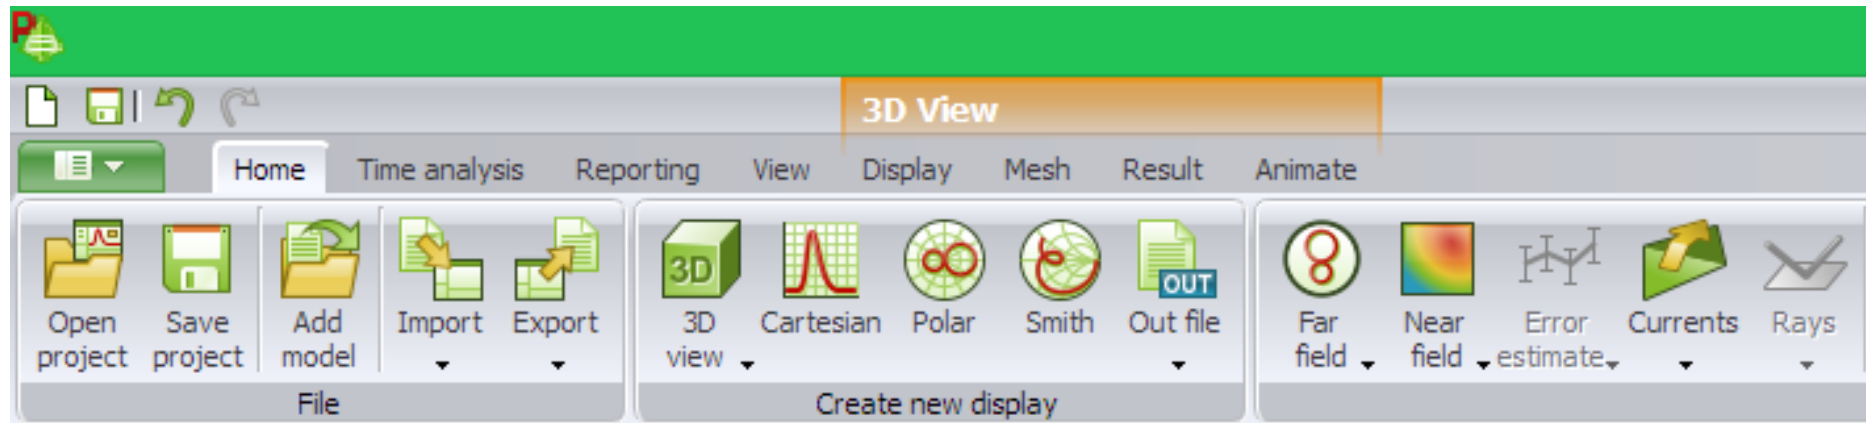 P
3D View
Home Time analysis Reporting View Display Mesh Result Animate
3D OUT
Open project Save project Add model Import Export 3D view Cartesian Polar Smith Out file Far field Near field Error estimate Currents Rays
File Create new display